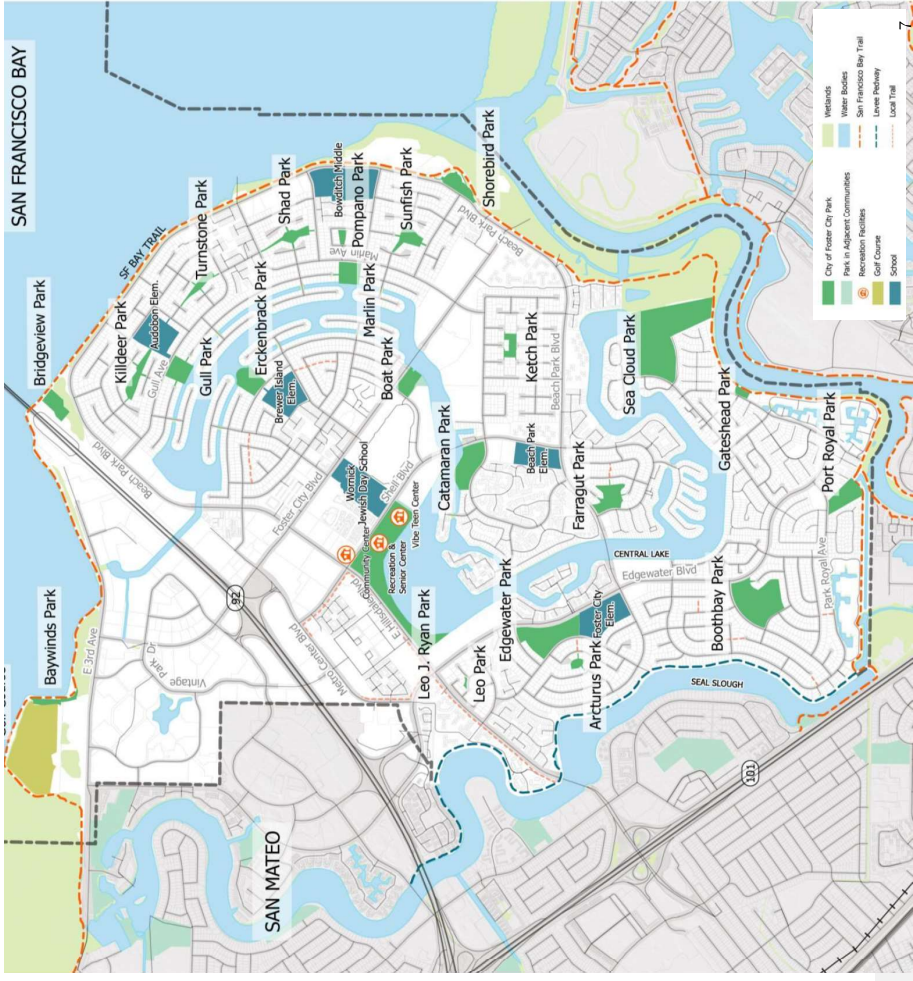 SAN FRANCISCO BAY
Bridgeview Park
SF BAY TRAIL
Turnstone Park
Shad Park
Bowditch Middle
Pompano Park
Sunfish Park
Shorebird Park
Killdeer Park
Audobon Elem.
Gull Ave
Gull Park
Erckenbrack Park
Marlin Ave
Marlin Park
Beach Park Blvd
Brewer Island
Elem.
Boat Park
Ketch Park
Beach Park Blvd
Sea Cloud Park
Beach Park Blvd
Foster City Blvd
Wornick
Jewish Day School
Shell Blvd
Catamaran Park
Beach Park
Elem.
Farragut Park
Gateshead Park
Port Royal Park
Community Center
Recreation &
Senior Center
Vibe Teen Center
E Hillsdale Blvd
Metro Center Blvd
CENTRAL LAKE
Edgewater Blvd
Edgewater Park
Foster City
Elem.
Boothbay Park
Park Royal Ave
Baywinds Park
E 3rd Ave
Vintage
Park Dr
92
Leo J. Ryan Park
Leo Park
Arcturus Park
SEAL SLOUGH
101
SAN MATEO
City of Foster City Park
Park in Adjacent Communities
Recreation Facilities
Golf Course
School
Wetlands
Water Bodies
San Francisco Bay Trail
Levee Pedway
Local Trail
7